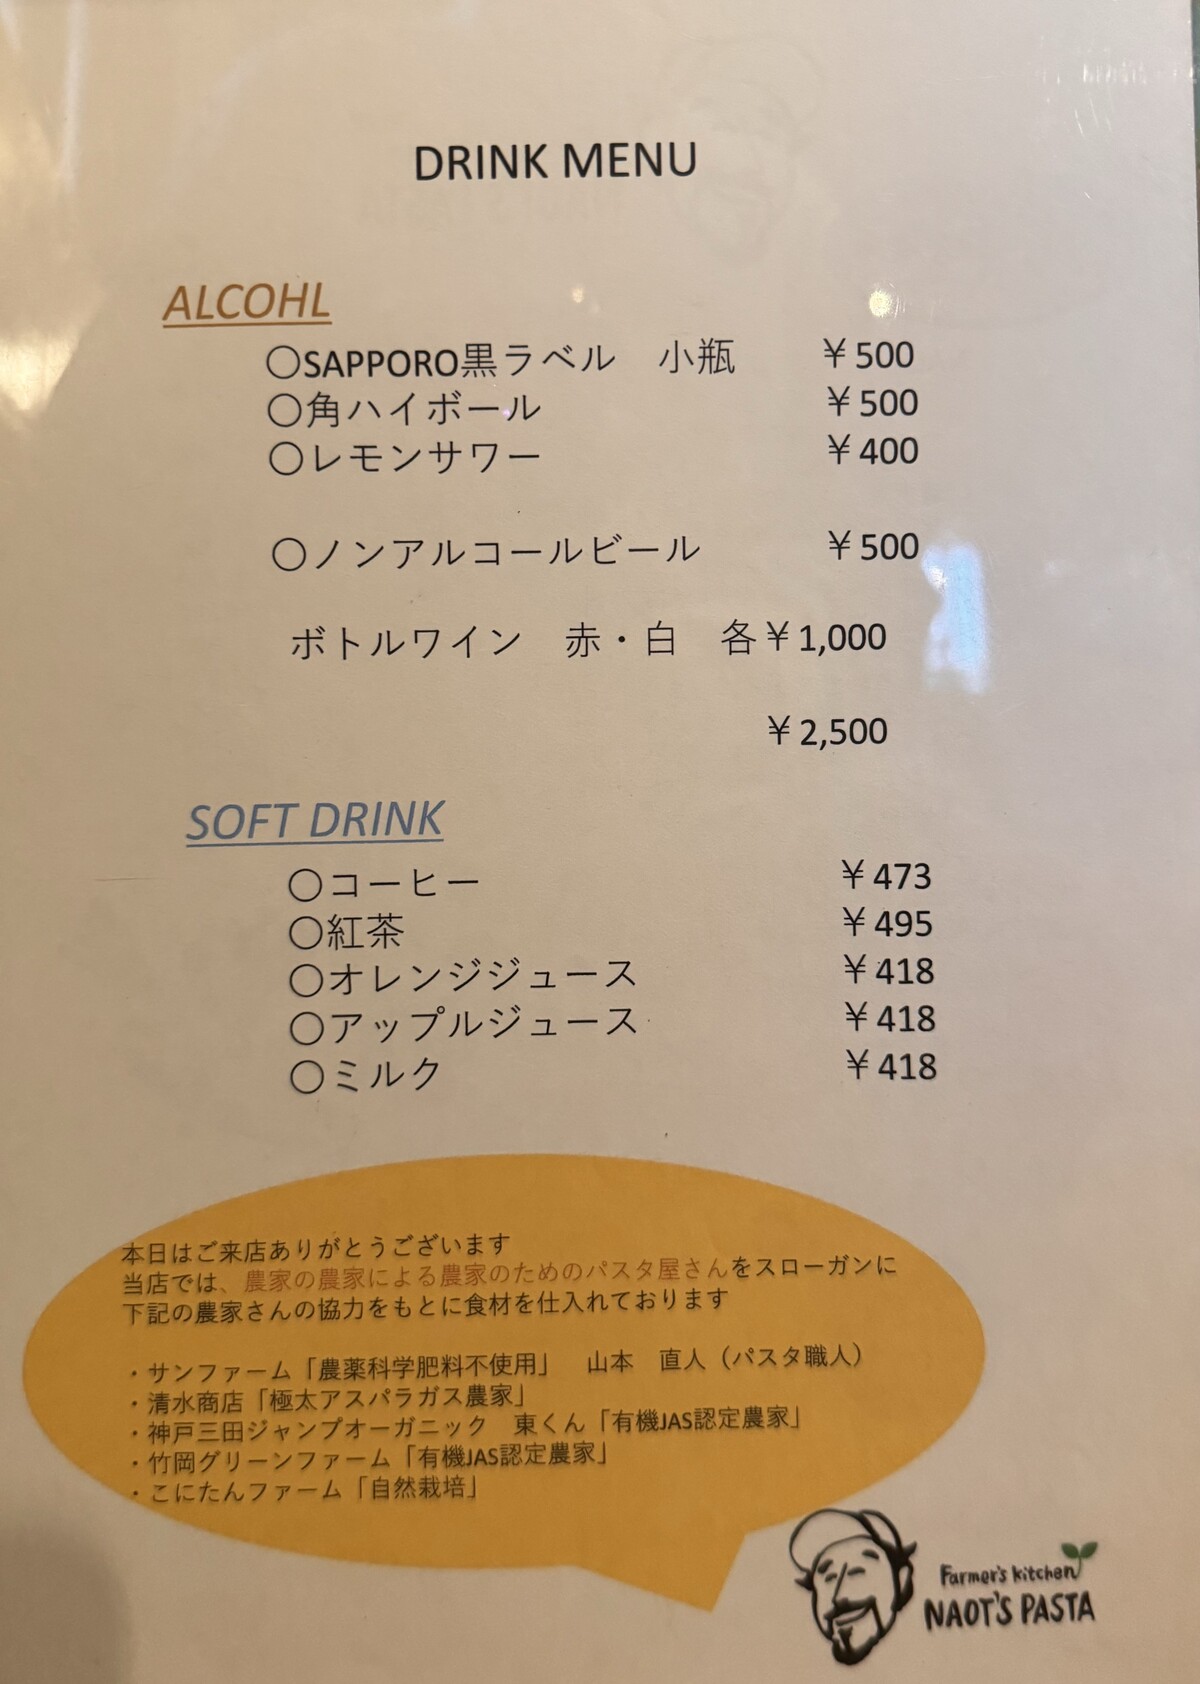 DRINK MENU
ALCOHL
○SAPPORO黒ラベル　小瓶　￥500
○角ハイボール　￥500
○レモンサワー　￥400
○ノンアルコールビール　￥500
ボトルワイン　赤・白　各￥1,000
￥2,500
SOFT DRINK
○コーヒー　￥473
○紅茶　￥495
○オレンジジュース　￥418
○アップルジュース　￥418
○ミルク　￥418
本日はご来店ありがとうございます
当店では、農家の農家による農家のためのパスタ屋さんをスローガンに
下記の農家さんの協力をもとに食材を仕入れております
・サンファーム「農薬科学肥料不使用」　山本　直人（パスタ職人）
・清水商店「極太アスパラガス農家」
・神戸三田ジャンプオーガニック　東くん「有機JAS認定農家」
・竹岡グリーンファーム「有機JAS認定農家」
・こにたんファーム「自然栽培」
Farmer's kitchen
NAOT'S PASTA